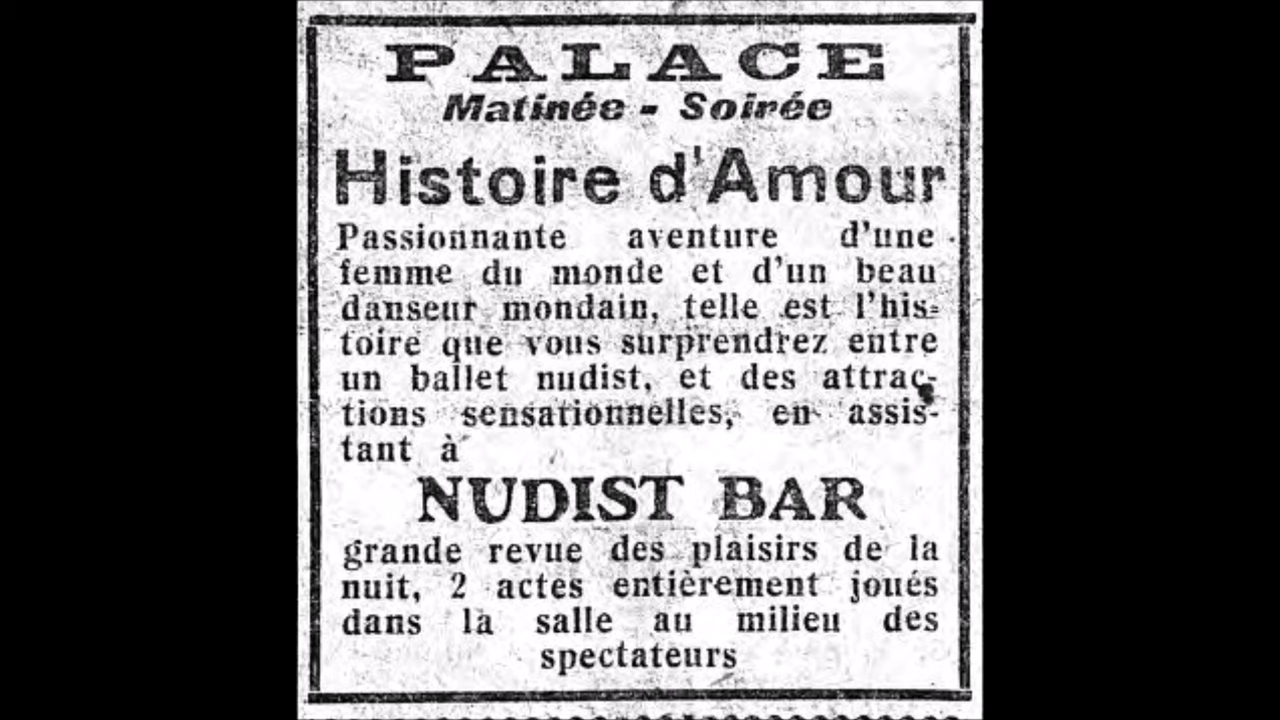 PALACE
Matinée - Soirée
Histoire d'Amour
Passionnante aventure d'une
femme du monde et d'un beau
danseur mondain, telle est l'his-
toire que vous surprendrez entre
un ballet nudist, et des attrac-
tions sensationnelles, en assis-
tant à
NUDIST BAR
grande revue des plaisirs de la
nuit, 2 actes entièrement joués
dans la salle au milieu des
spectateurs